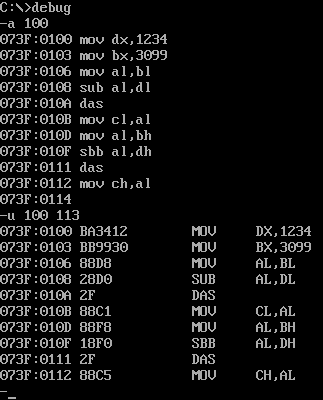 C:\>debug
-a 100
073F:0100 mov dx,1234
073F:0103 mov bx,3099
073F:0106 mov al,bl
073F:0108 sub al,dl
073F:010A das
073F:010B mov cl,al
073F:010D mov al,bh
073F:010F sbb al,dh
073F:0111 das
073F:0112 mov ch,al
073F:0114
-u 100 113
073F:0100 BA3412 MOV DX,1234
073F:0103 BB9930 MOV BX,3099
073F:0106 88D8 MOV AL,BL
073F:0108 28D0 SUB AL,DL
073F:010A 2F DAS
073F:010B 88C1 MOV CL,AL
073F:010D 88F8 MOV AL,BH
073F:010F 18F0 SBB AL,DH
073F:0111 2F DAS
073F:0112 88C5 MOV CH,AL
-_